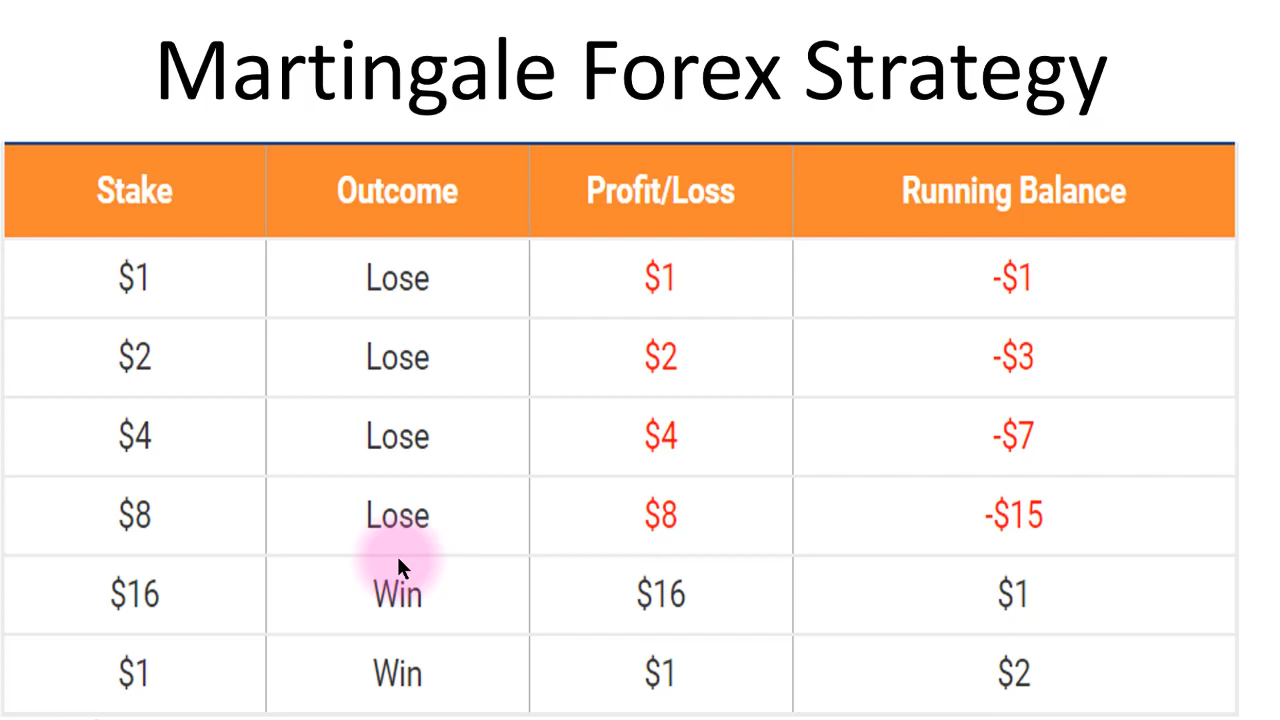 Martingale Forex Strategy
Stake Outcome Profit/Loss Running Balance
$1 Lose $1 -$1
$2 Lose $2 -$3
$4 Lose $4 -$7
$8 Lose $8 -$15
$16 Win $16 $1
$1 Win $1 $2